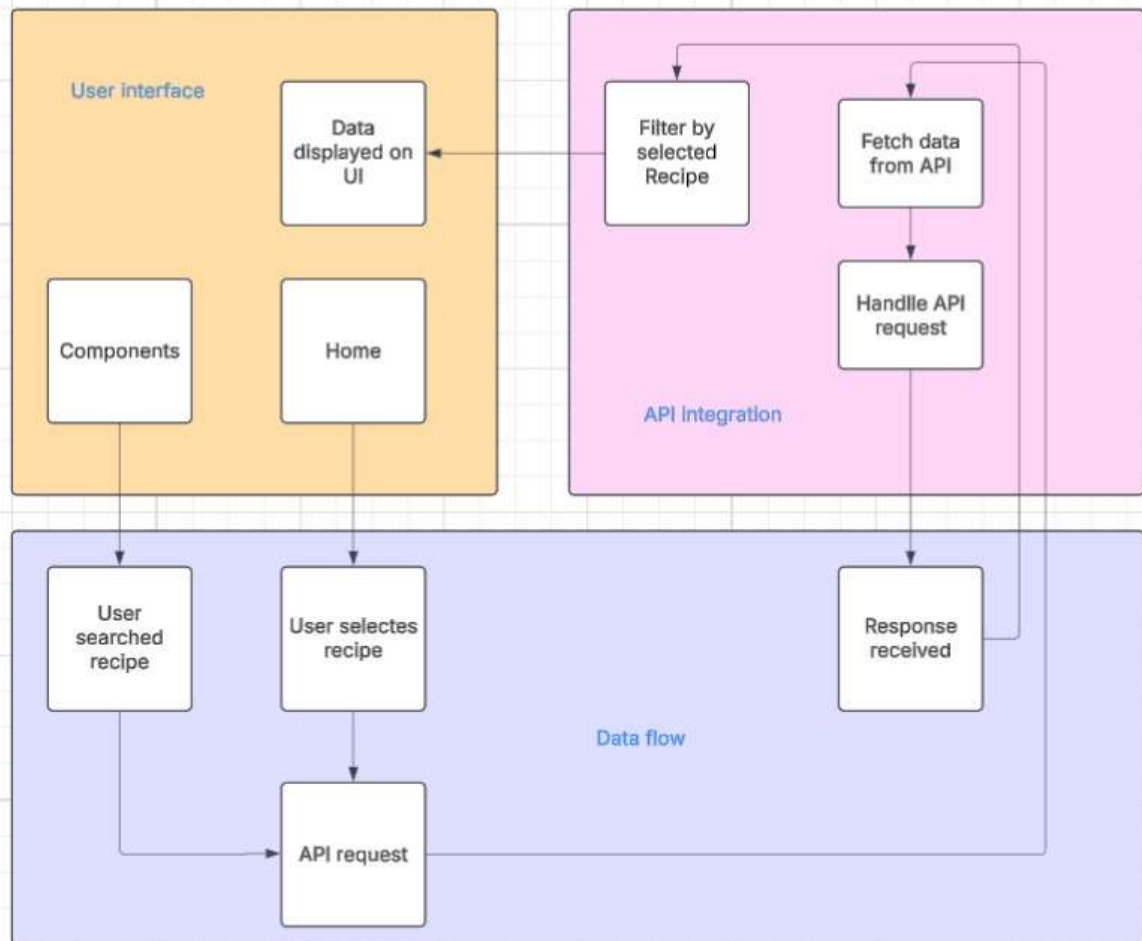 User interface
Data
displayed on
UI
Components
Home
Filter by
selected
Recipe
Fetch data
from API
Handlle API
request
API integration
User
searched
recipe
User selectes
recipe
Response
received
Data flow
API request